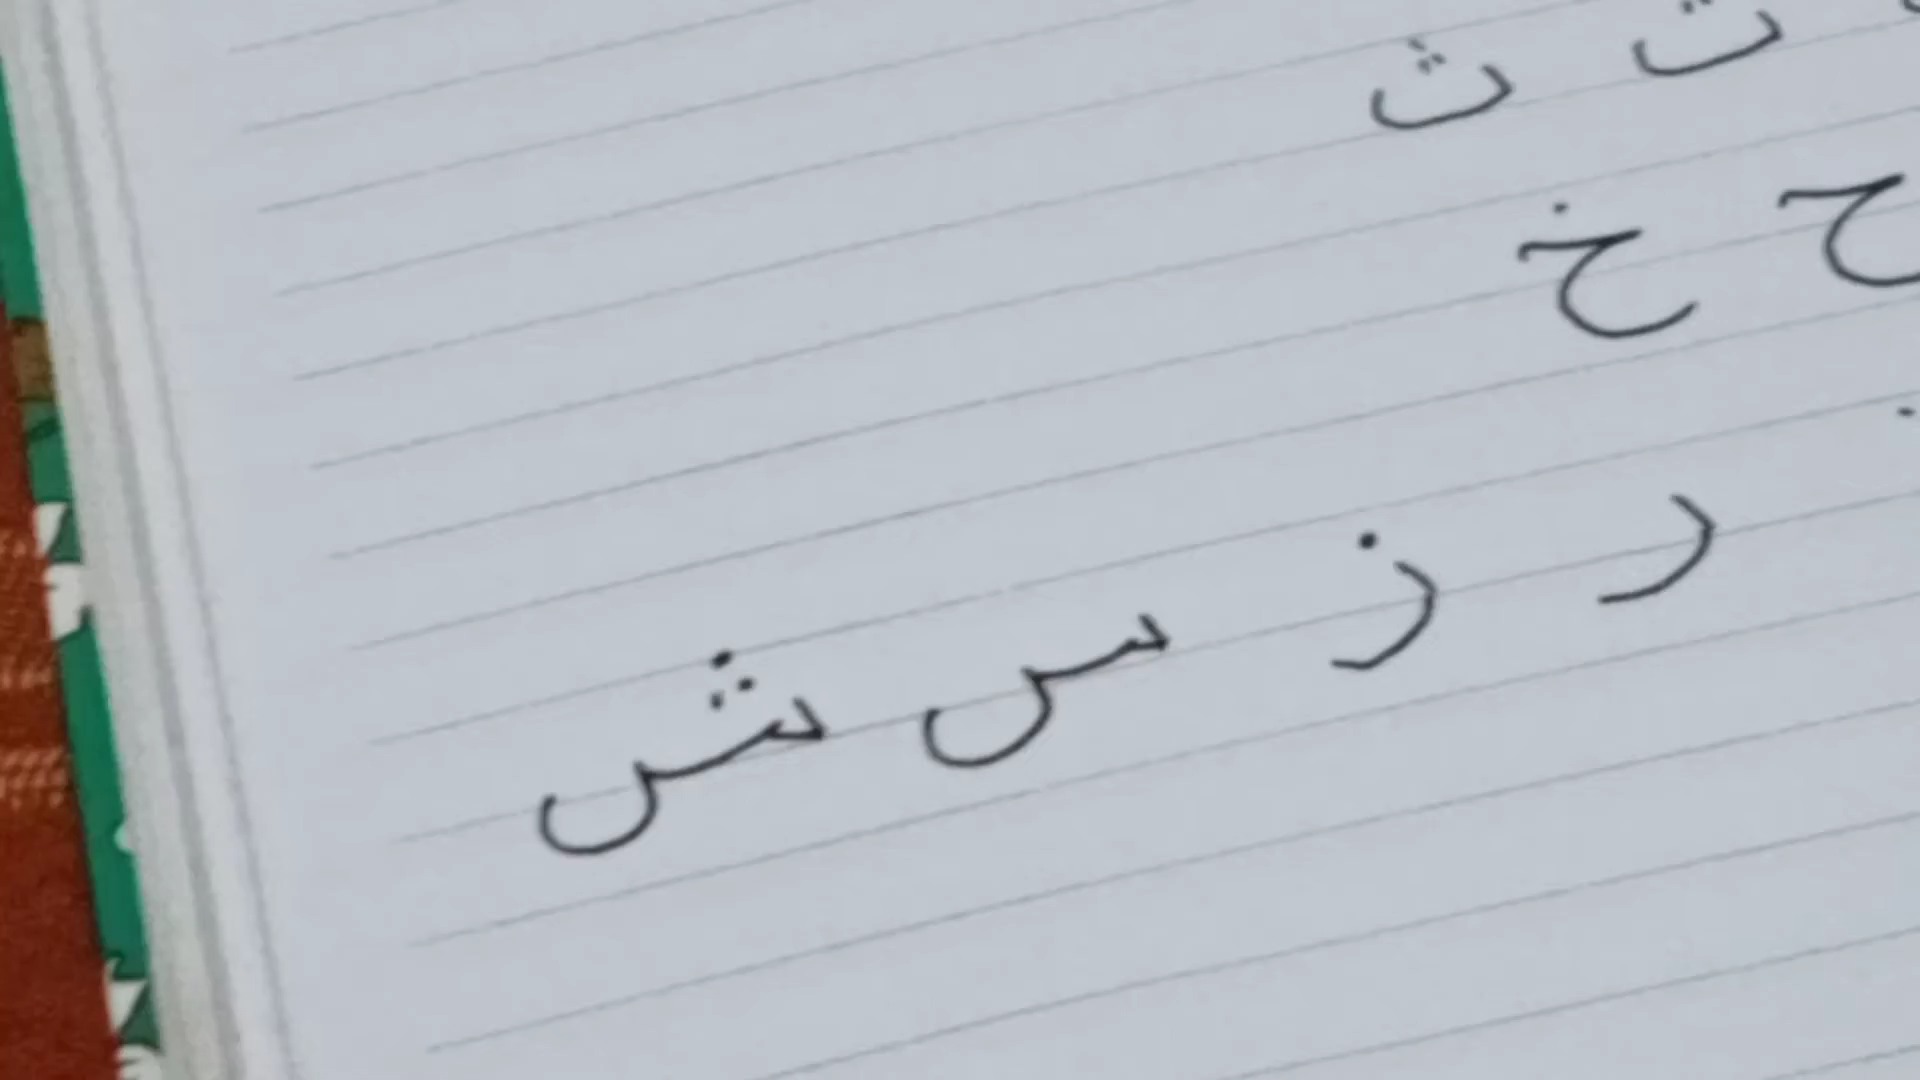 ت ث
ح خ
ر ز س ش